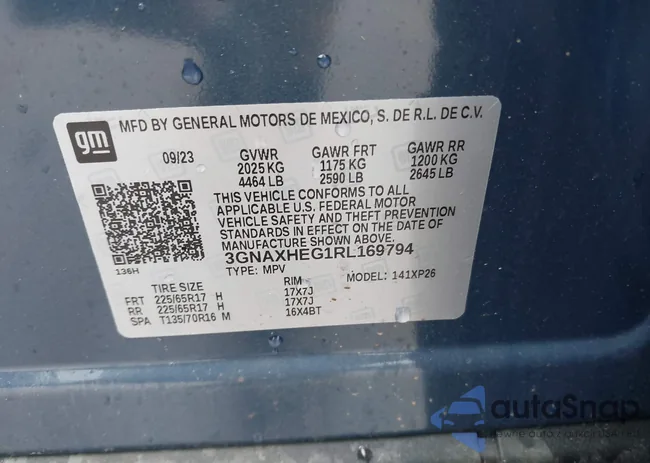 gm
MFD BY GENERAL MOTORS DE MEXICO, S. DE R.L. DE C.V.
09/23 GVWR GAWR FRT GAWR RR
2025 KG 1175 KG 1200 KG
4464 LB 2590 LB 2645 LB
THIS VEHICLE CONFORMS TO ALL
APPLICABLE U.S. FEDERAL MOTOR
VEHICLE SAFETY AND THEFT PREVENTION
STANDARDS IN EFFECT ON THE DATE OF
MANUFACTURE SHOWN ABOVE.
3GNAXHEG1RL169794
136H TYPE: MPV MODEL: 141XP26
TIRE SIZE RIM
FRT 225/65R17 H 17X7J
RR 225/65R17 H 17X7J
SPA T135/70R16 M 16X4BT
autoSnap